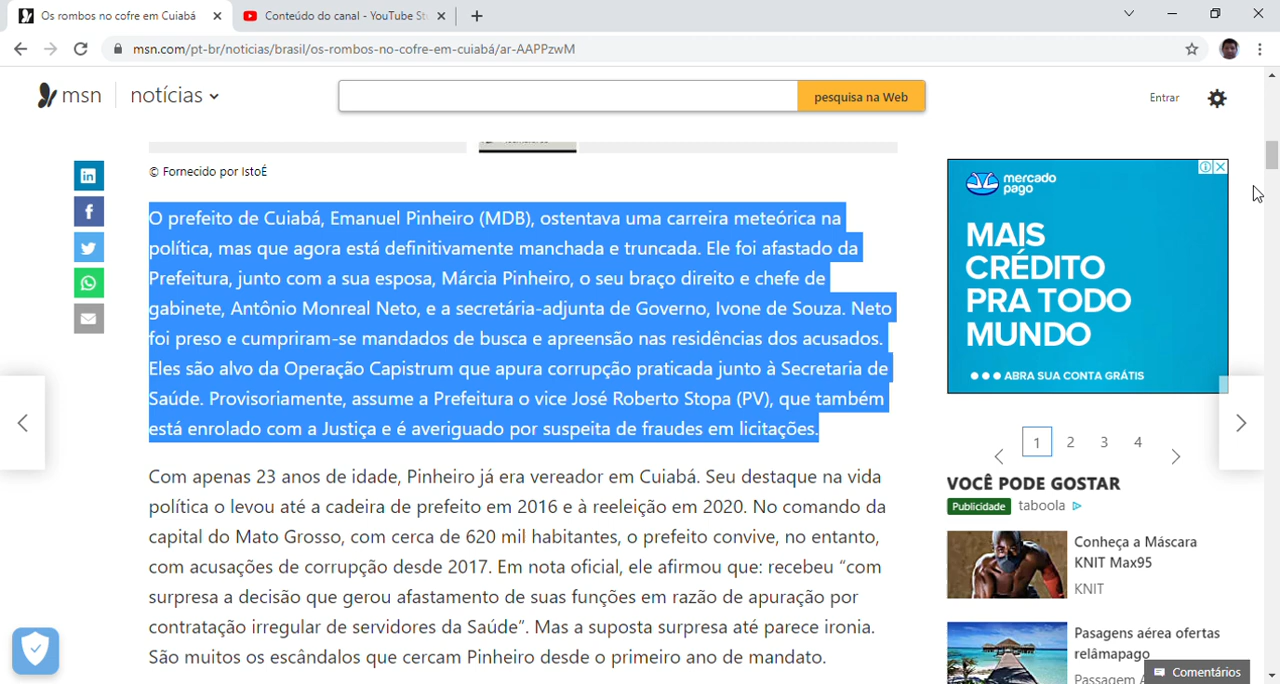 Os rombos no cofre em Cuiabá
Conteúdo do canal - YouTube St
msn.com/pt-br/noticias/brasil/os-rombos-no-cofre-em-cuiabá/ar-AAPPzwM
msn
notícias
pesquisa na Web
Entrar
© Fornecido por IstoÉ
O prefeito de Cuiabá, Emanuel Pinheiro (MDB), ostentava uma carreira meteórica na
política, mas que agora está definitivamente manchada e truncada. Ele foi afastado da
Prefeitura, junto com a sua esposa, Márcia Pinheiro, o seu braço direito e chefe de
gabinete, Antônio Monreal Neto, e a secretária-adjunta de Governo, Ivone de Souza. Neto
foi preso e cumpriram-se mandados de busca e apreensão nas residências dos acusados.
Eles são alvo da Operação Capistrum que apura corrupção praticada junto à Secretaria de
Saúde. Provisoriamente, assume a Prefeitura o vice José Roberto Stopa (PV), que também
está enrolado com a Justiça e é averiguado por suspeita de fraudes em licitações.
Com apenas 23 anos de idade, Pinheiro já era vereador em Cuiabá. Seu destaque na vida
política o levou até a cadeira de prefeito em 2016 e à reeleição em 2020. No comando da
capital do Mato Grosso, com cerca de 620 mil habitantes, o prefeito convive, no entanto,
com acusações de corrupção desde 2017. Em nota oficial, ele afirmou que: recebeu “com
surpresa a decisão que gerou afastamento de suas funções em razão de apuração por
contratação irregular de servidores da Saúde”. Mas a suposta surpresa até parece ironia.
São muitos os escândalos que cercam Pinheiro desde o primeiro ano de mandato.
mercado
pago
MAIS
CRÉDITO
PRA TODO
MUNDO
ABRA SUA CONTA GRÁTIS
1 2 3 4
VOCÊ PODE GOSTAR
Publicidade taboola
Conheça a Máscara
KNIT Max95
KNIT
Pasagens aérea ofertas
relâmapago
Passagem
Comentários